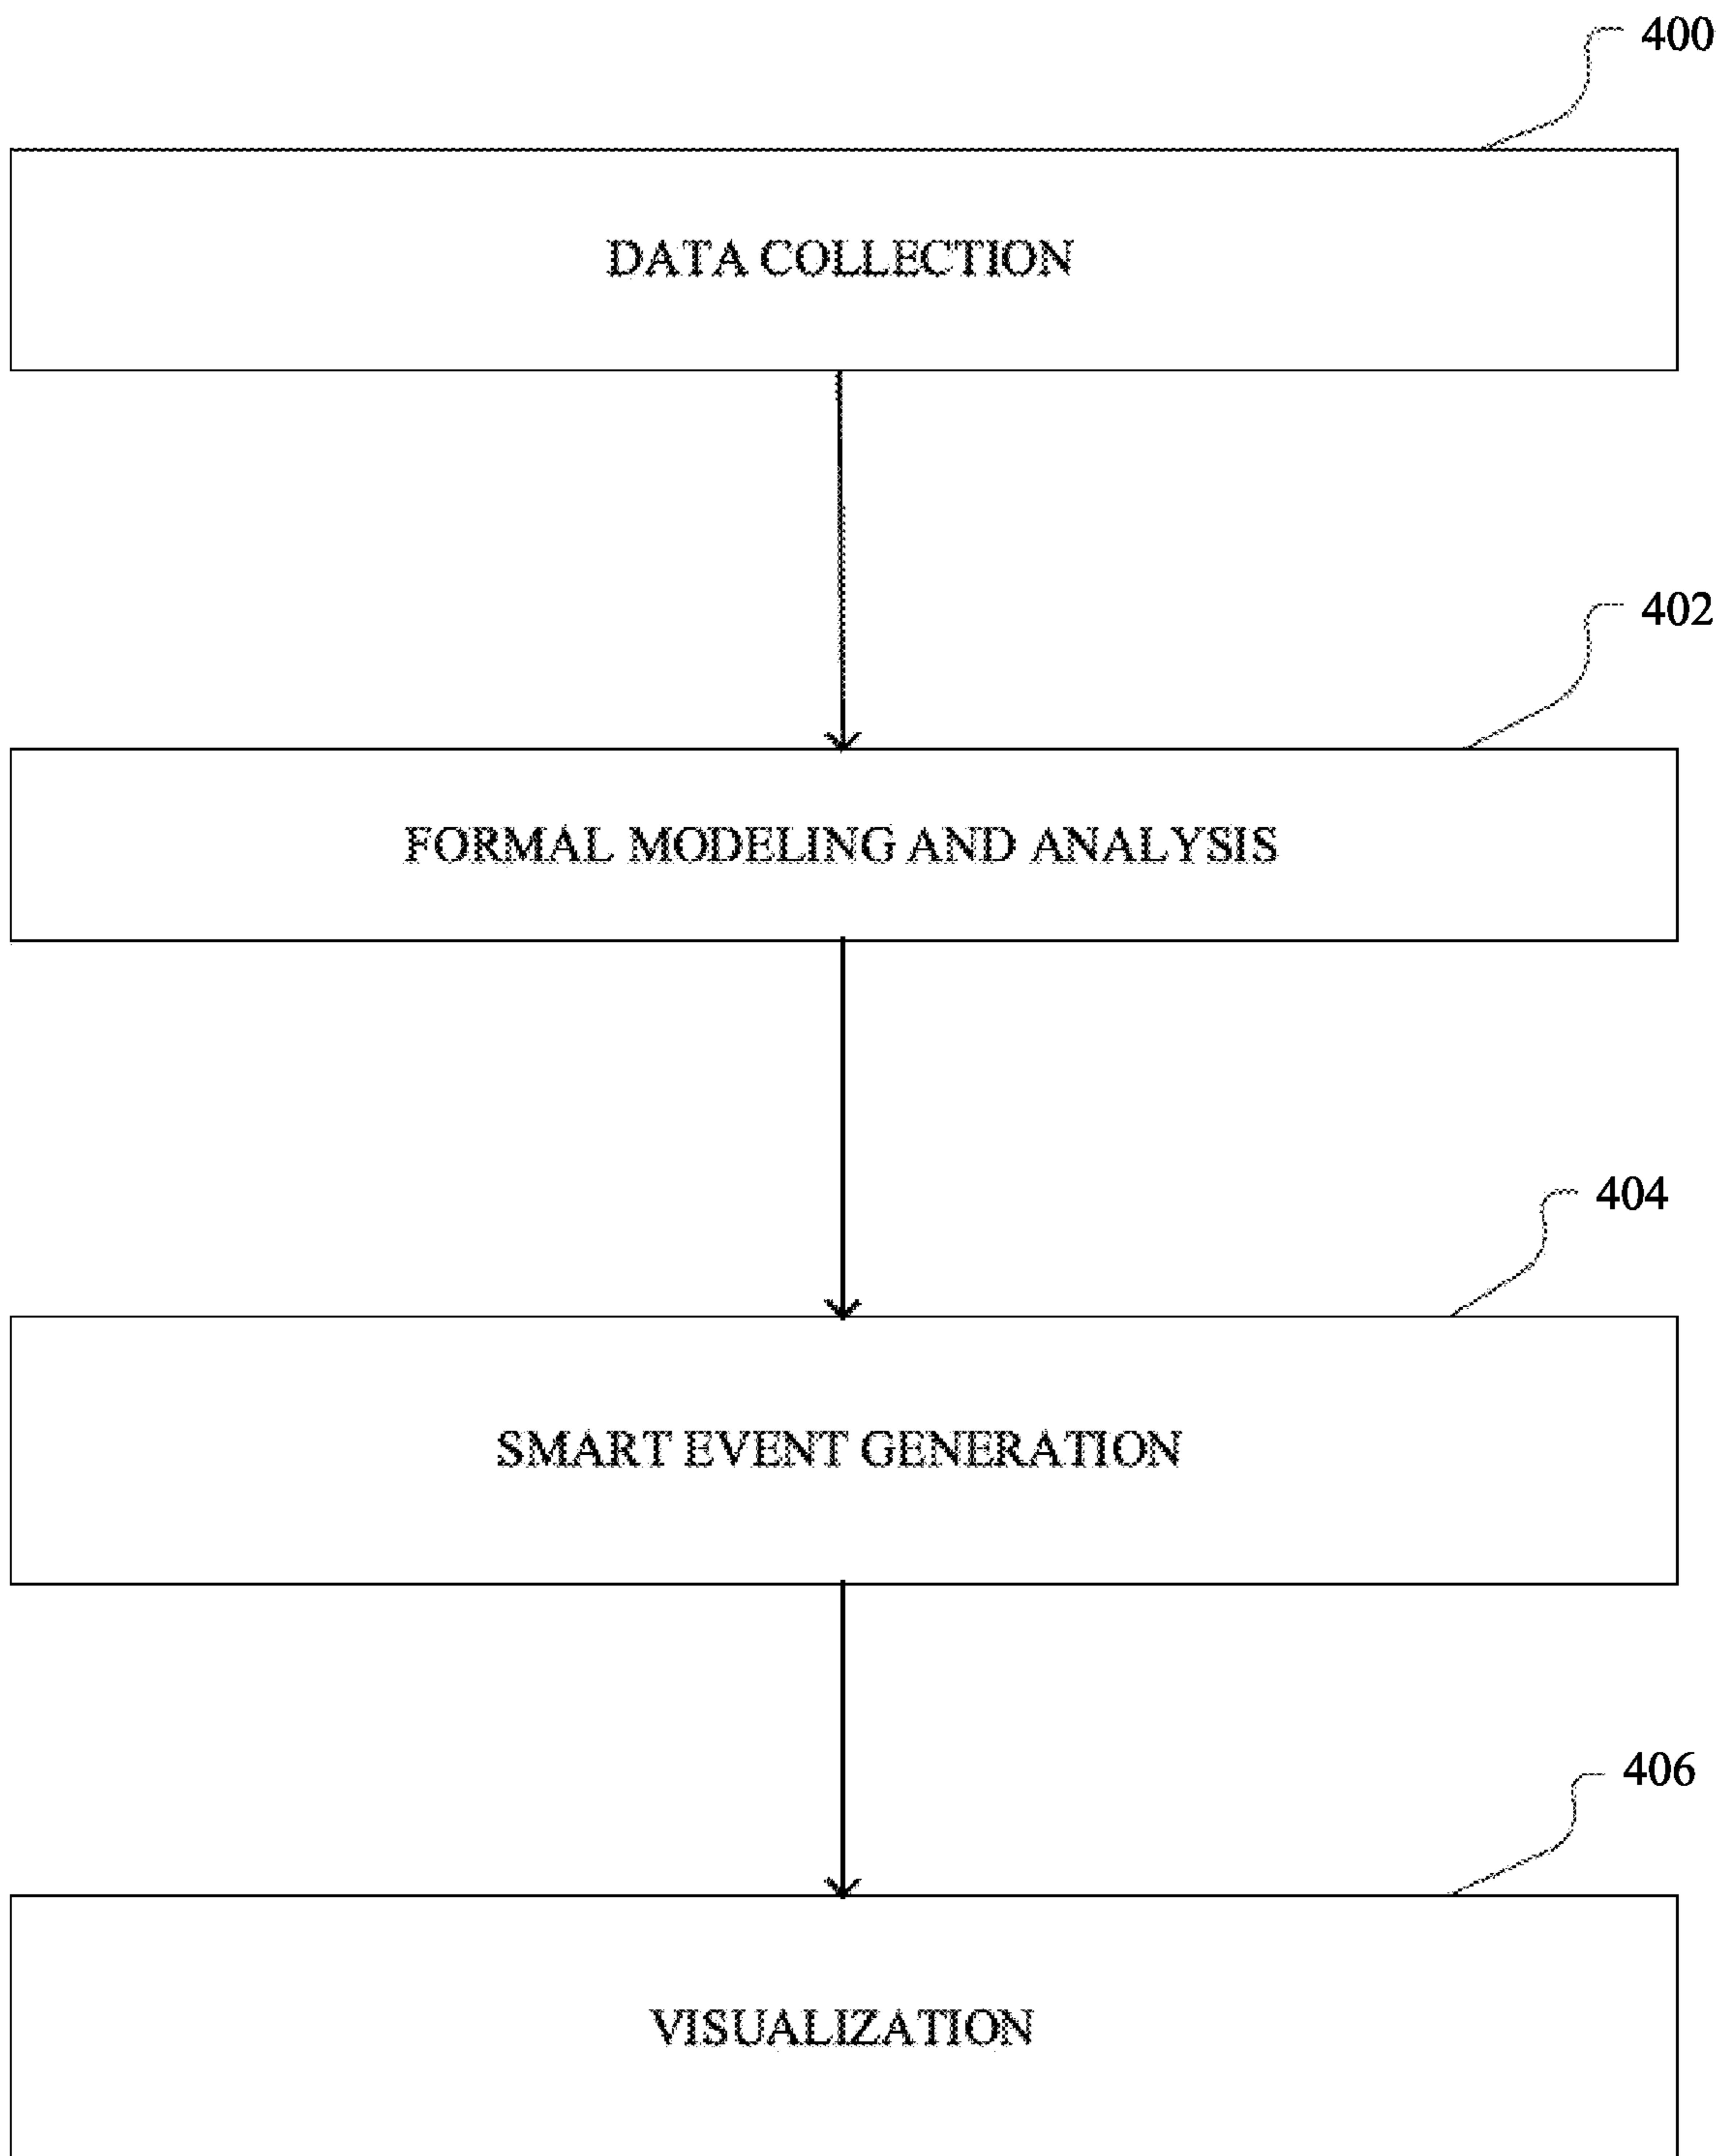 400
DATA COLLECTION
402
FORMAL MODELING AND ANALYSIS
404
SMART EVENT GENERATION
406
VISUALIZATION